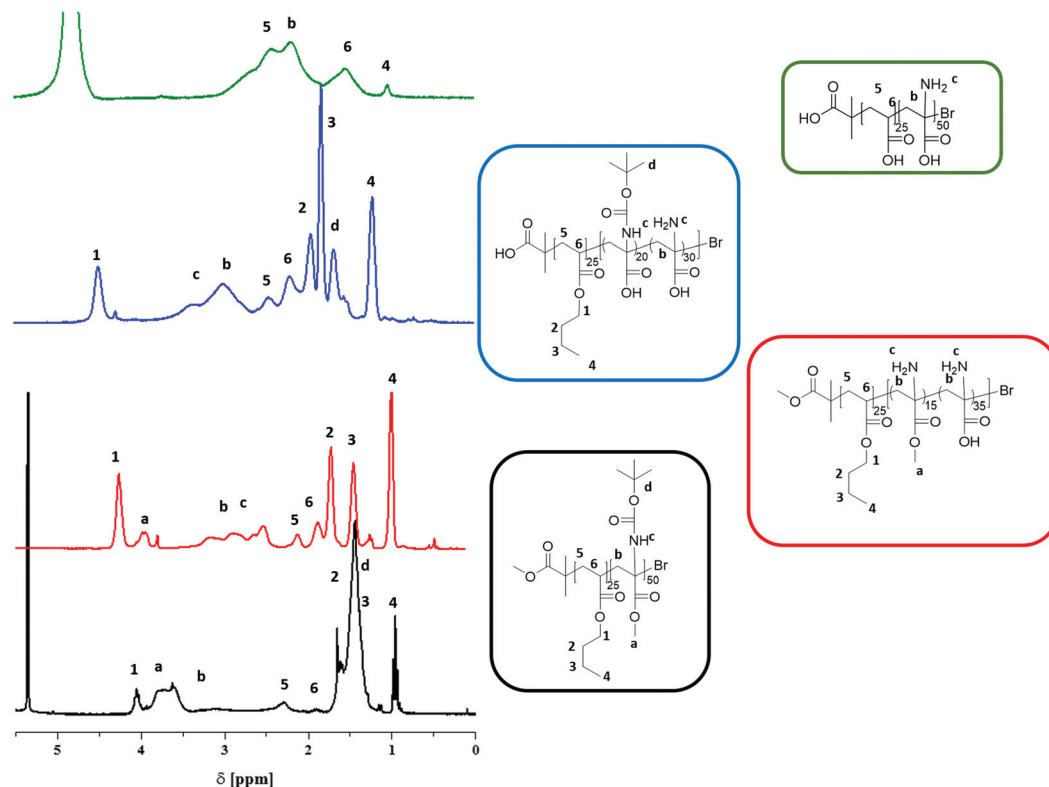 5 b 6 4
3
1 c b 5 6 2 d 4
1 a b c 5 6 2 3 4
1 a b 5 6 2 d 3 4
5 4 3 2 1 0
δ [ppm]
NH₂ c
O 5 b
HO 6 Br
25 50
O O
OH OH
d
O
O
NH c H₂N c
O 5 6 b Br
HO 25 20 30
O O O
O OH OH
1
2
3
4
c c
H₂N H₂N
O 5 6 b b Br
O 25 15 35
O O O
O O OH
1 a
2
3
4
d
O
O
NH c
O 5 6 b Br
O 25 50
O O
O O
1 a
2
3
4